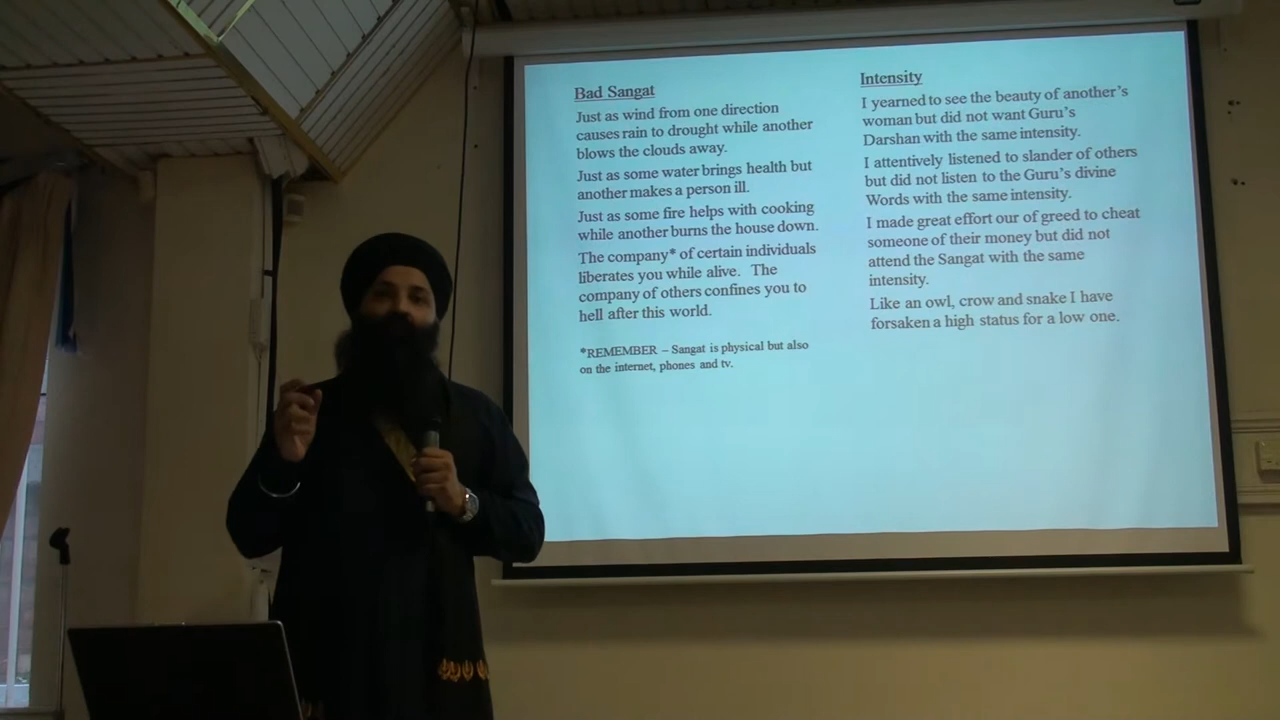 Bad Sangat
Just as wind from one direction
causes rain to drought while another
blows the clouds away.
Just as some water brings health but
another makes a person ill.
Just as some fire helps with cooking
while another burns the house down.
The company* of certain individuals
liberates you while alive. The
company of others confines you to
hell after this world.
*REMEMBER – Sangat is physical but also
on the internet, phones and tv.
Intensity
I yearned to see the beauty of another's
woman but did not want Guru's
Darshan with the same intensity.
I attentively listened to slander of others
but did not listen to the Guru's divine
Words with the same intensity.
I made great effort our of greed to cheat
someone of their money but did not
attend the Sangat with the same
intensity.
Like an owl, crow and snake I have
forsaken a high status for a low one.